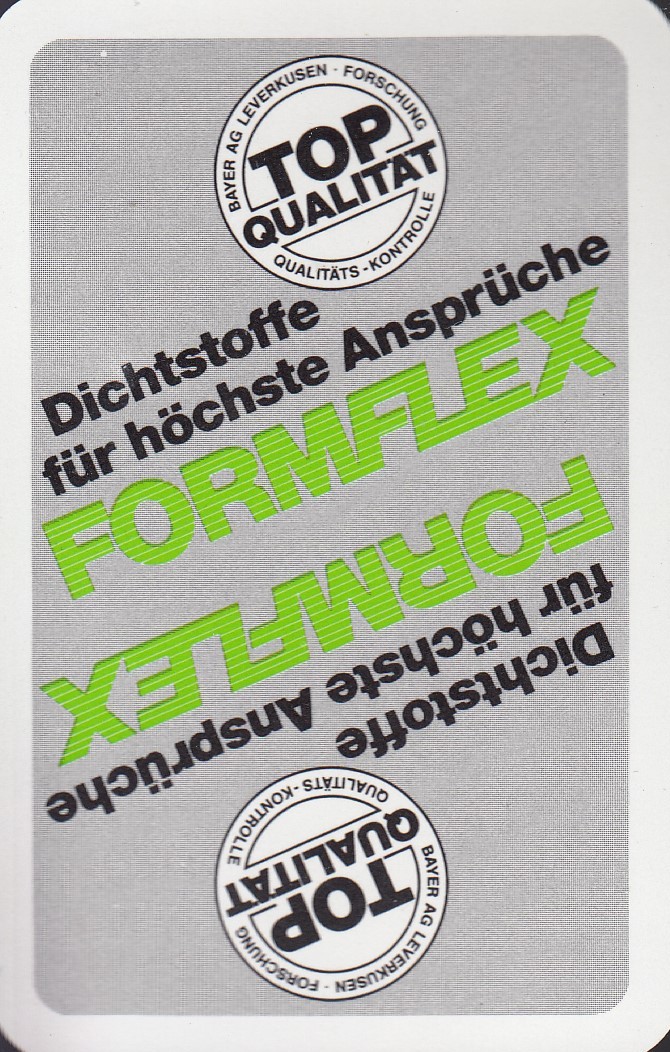 BAYER AG LEVERKUSEN · FORSCHUNG
TOP
QUALITÄT
QUALITÄTS-KONTROLLE
Dichtstoffe
für höchste Ansprüche
FORMFLEX
FORMFLEX
für höchste Ansprüche
Dichtstoffe
QUALITÄTS-KONTROLLE
QUALITÄT
TOP
BAYER AG LEVERKUSEN · FORSCHUNG